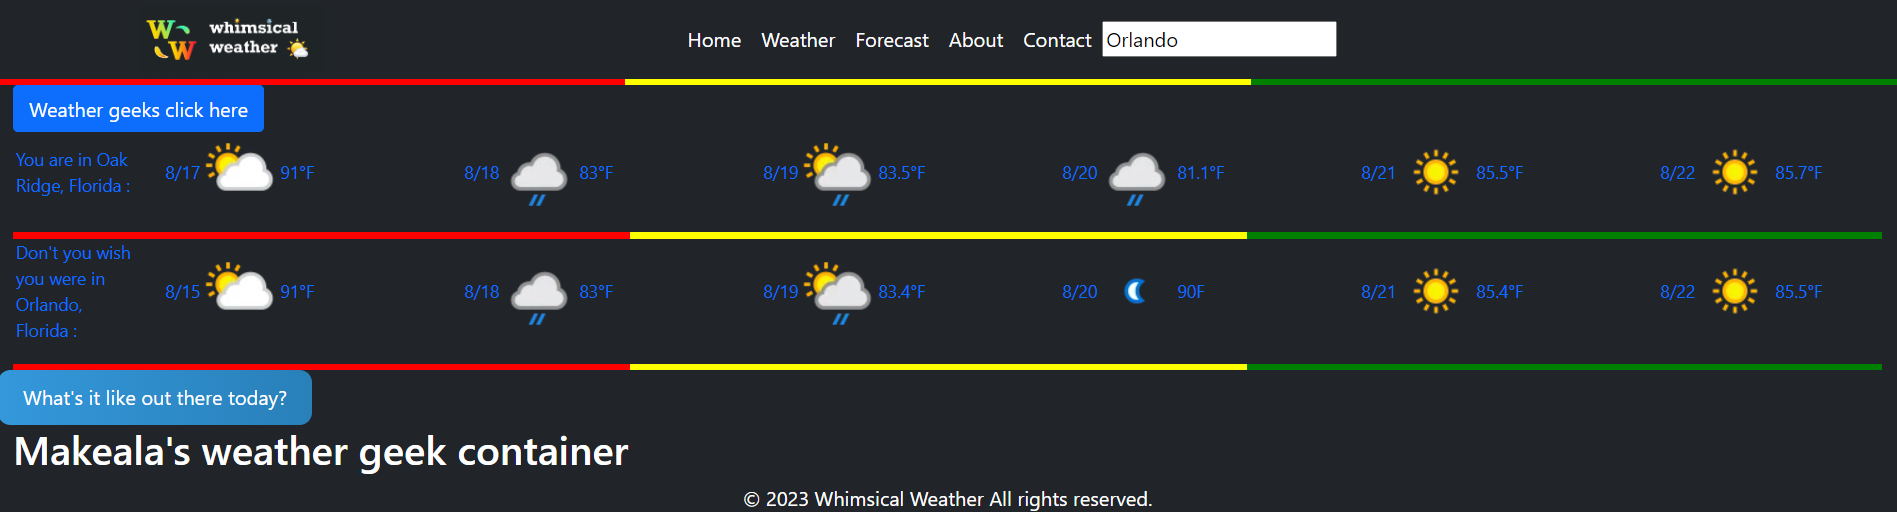 WW whimsical
weather
Home Weather Forecast About Contact Orlando
Weather geeks click here
You are in Oak
Ridge, Florida :
8/17 91°F 8/18 83°F 8/19 83.5°F 8/20 81.1°F 8/21 85.5°F 8/22 85.7°F
Don't you wish
you were in
Orlando,
Florida :
8/15 91°F 8/18 83°F 8/19 83.4°F 8/20 90F 8/21 85.4°F 8/22 85.5°F
What's it like out there today?
Makeala's weather geek container
© 2023 Whimsical Weather All rights reserved.